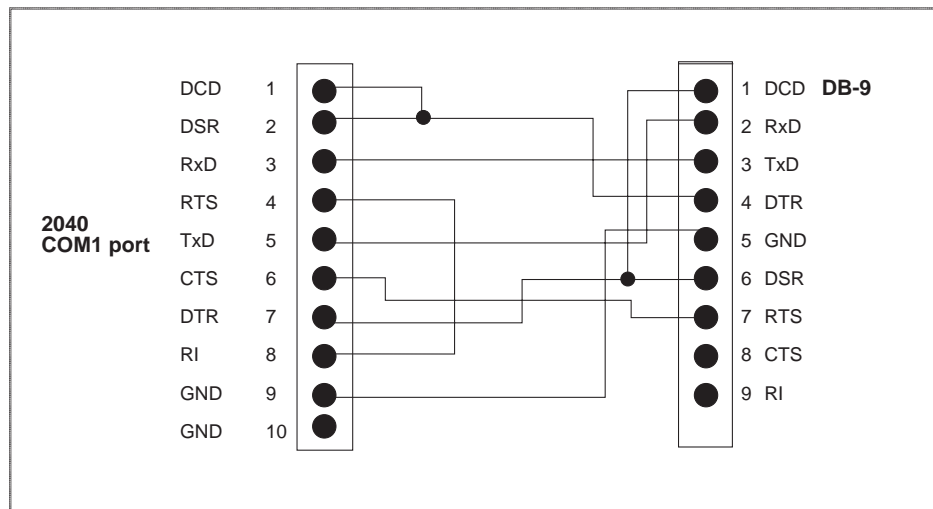 DCD 1
DSR 2
RxD 3
RTS 4
2040
COM1 port
TxD 5
CTS 6
DTR 7
RI 8
GND 9
GND 10
1 DCD DB-9
2 RxD
3 TxD
4 DTR
5 GND
6 DSR
7 RTS
8 CTS
9 RI